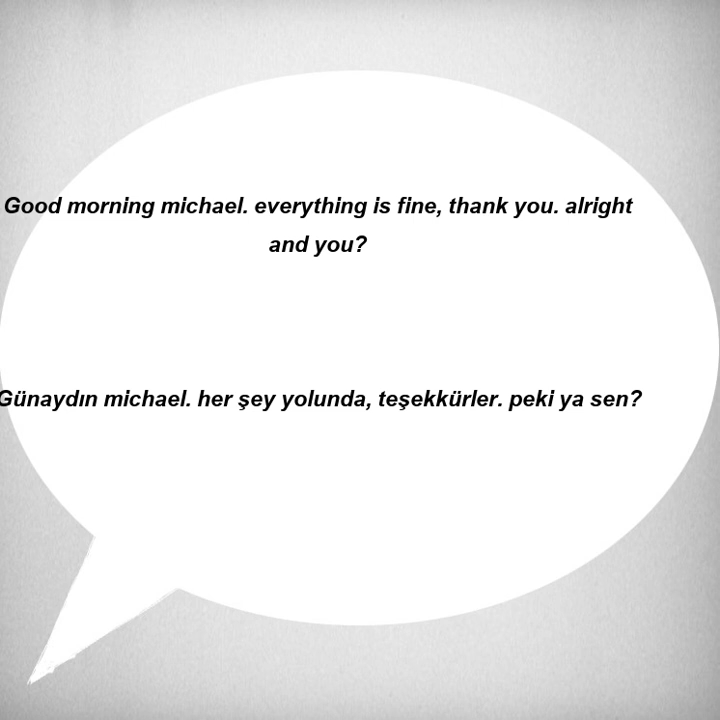 Good morning michael. everything is fine, thank you. alright
and you?
Günaydın michael. her şey yolunda, teşekkürler. peki ya sen?